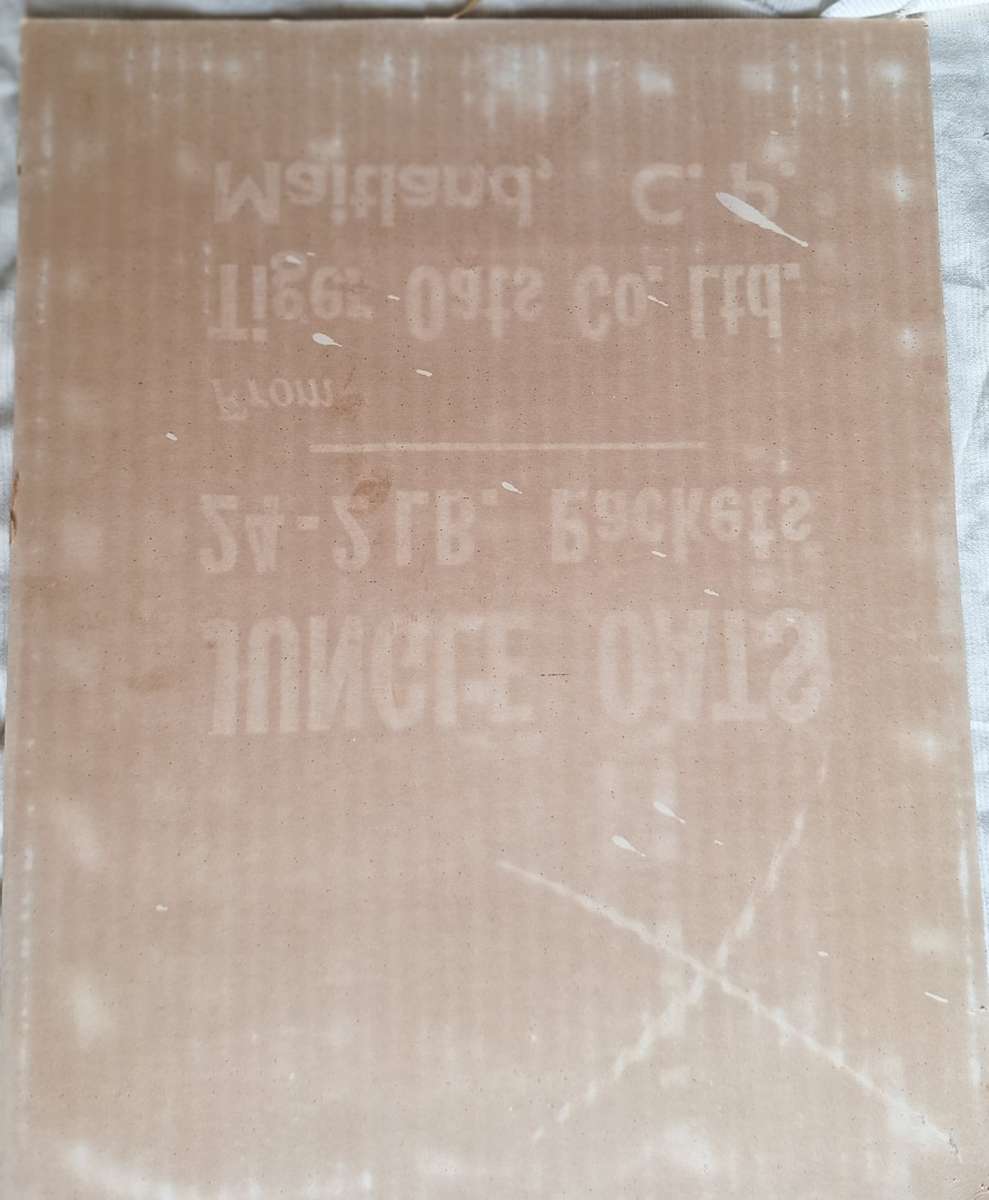 JUNGLE OATS
24-2 LB. Packets
From
Tiger Oats Co. Ltd.
Maitland, C. P.